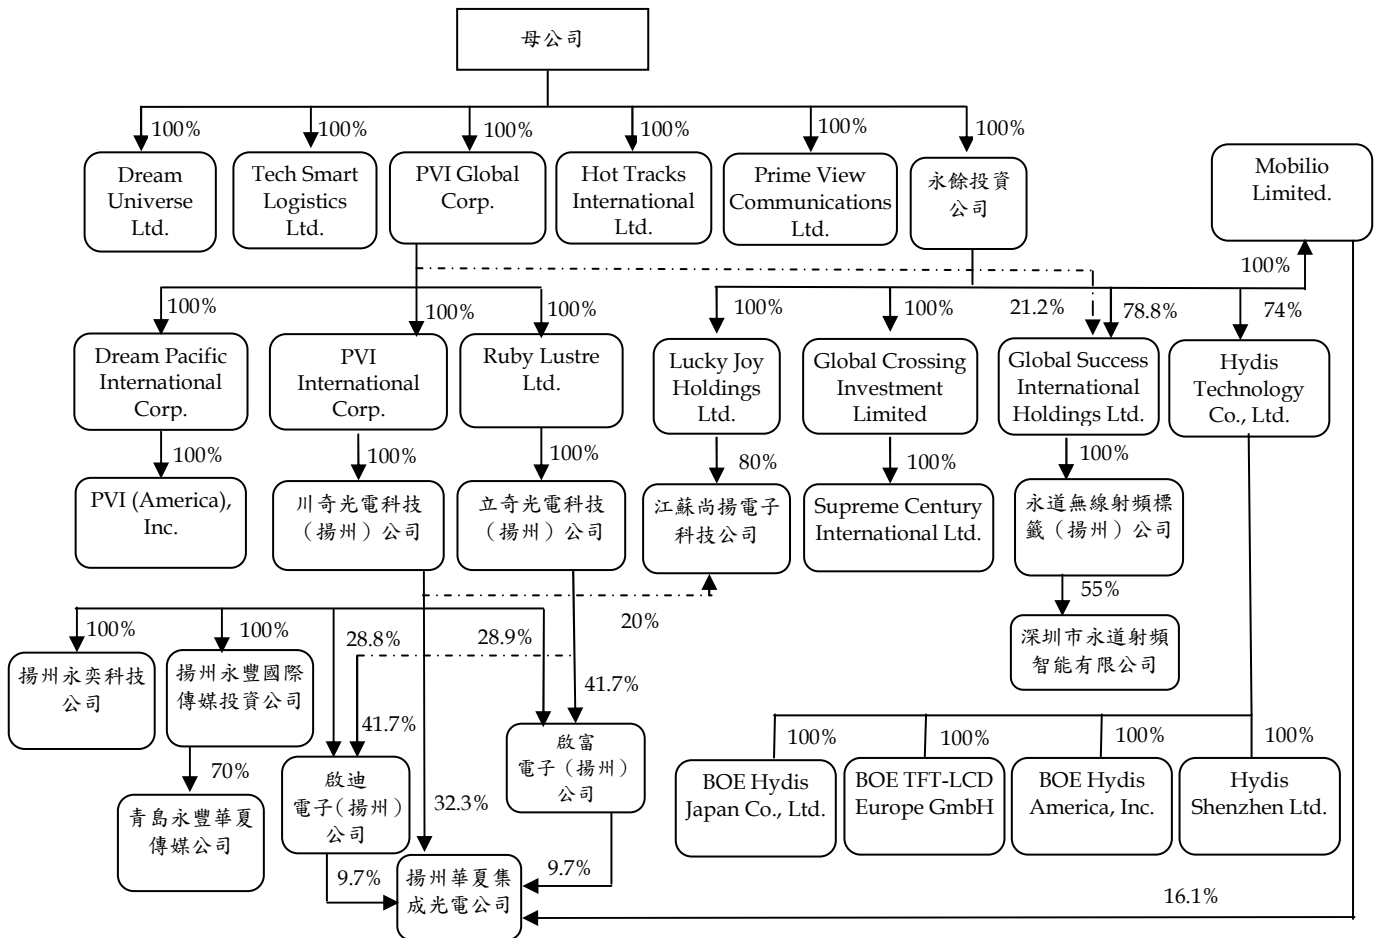 母公司
100%
100%
100%
100%
100%
100%
Dream
Universe
Ltd.
Tech Smart
Logistics
Ltd.
PVI Global
Corp.
Hot Tracks
International
Ltd.
Prime View
Communications
Ltd.
永餘投資
公司
Mobilio
Limited.
100%
100%
100%
100%
100%
100%
21.2%
78.8%
74%
Dream Pacific
International
Corp.
PVI
International
Corp.
Ruby Lustre
Ltd.
Lucky Joy
Holdings
Ltd.
Global Crossing
Investment
Limited
Global Success
International
Holdings Ltd.
Hydis
Technology
Co., Ltd.
100%
100%
100%
80%
100%
100%
PVI (America),
Inc.
川奇光電科技
（揚州）公司
立奇光電科技
（揚州）公司
江蘇尚揚電子
科技公司
Supreme Century
International Ltd.
永道無線射頻標
籤（揚州）公司
55%
20%
100%
100%
28.8%
28.9%
41.7%
41.7%
揚州永奕科技
公司
揚州永豐國際
傳媒投資公司
深圳市永道射頻
智能有限公司
70%
啟迪
電子（揚州）
公司
啟富
電子（揚州）
公司
32.3%
100%
100%
100%
100%
BOE Hydis
Japan Co., Ltd.
BOE TFT-LCD
Europe GmbH
BOE Hydis
America, Inc.
Hydis
Shenzhen Ltd.
青島永豐華夏
傳媒公司
9.7%
9.7%
揚州華夏集
成光電公司
16.1%